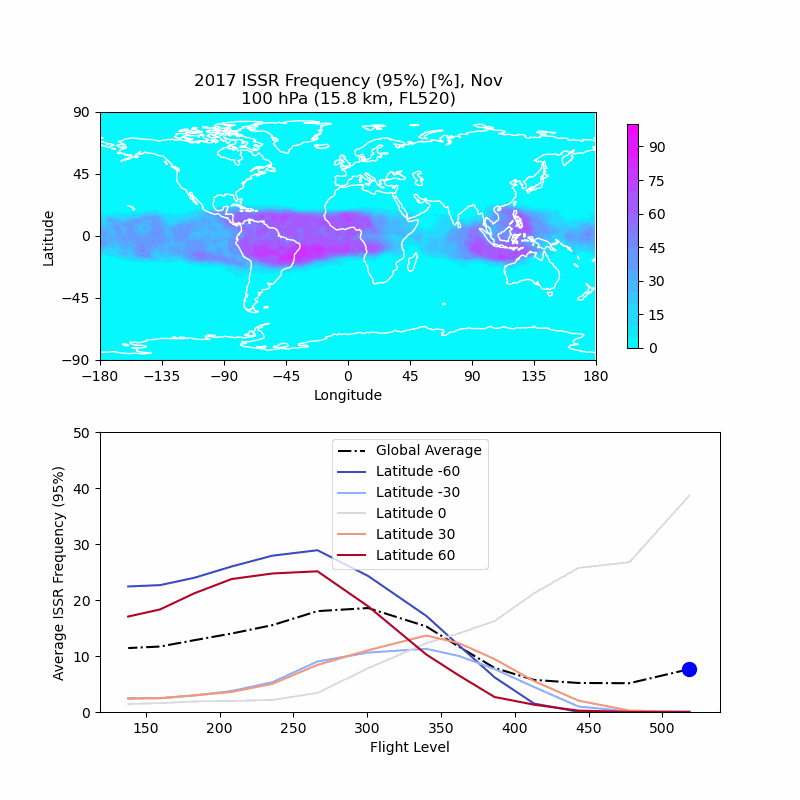 2017 ISSR Frequency (95%) [%], Nov
100 hPa (15.8 km, FL520)
90
45
0
−45
−90
Latitude
−180 −135 −90 −45 0 45 90 135 180
Longitude
90
75
60
45
30
15
0
50
40
30
20
10
0
Average ISSR Frequency (95%)
Global Average
Latitude -60
Latitude -30
Latitude 0
Latitude 30
Latitude 60
150 200 250 300 350 400 450 500
Flight Level